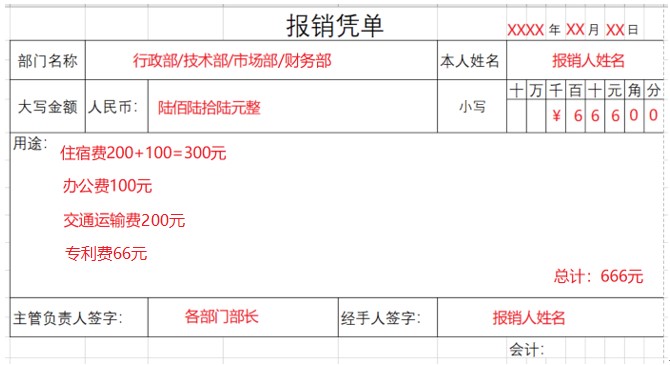 报销凭单
XXXX 年 XX 月 XX 日
部门名称 行政部/技术部/市场部/财务部 本人姓名 报销人姓名
大写金额 人民币： 陆佰陆拾陆元整 小写 十 万 千 百 十 元 角 分
¥ 6 6 6 0 0
用途：
住宿费200+100=300元
办公费100元
交通运输费200元
专利费66元
总计：666元
主管负责人签字： 各部门部长 经手人签字： 报销人姓名
会计：